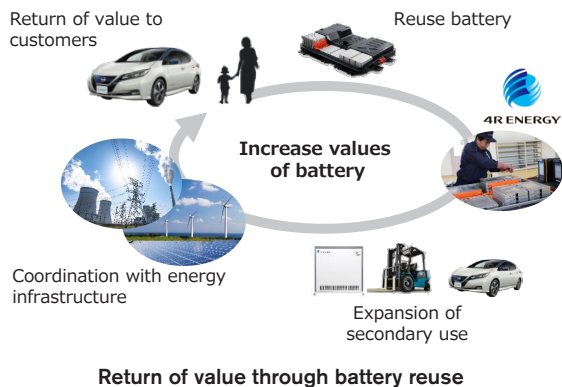 Return of value to
customers
Reuse battery
4R ENERGY
Increase values
of battery
Coordination with energy
infrastructure
Expansion of
secondary use
Return of value through battery reuse